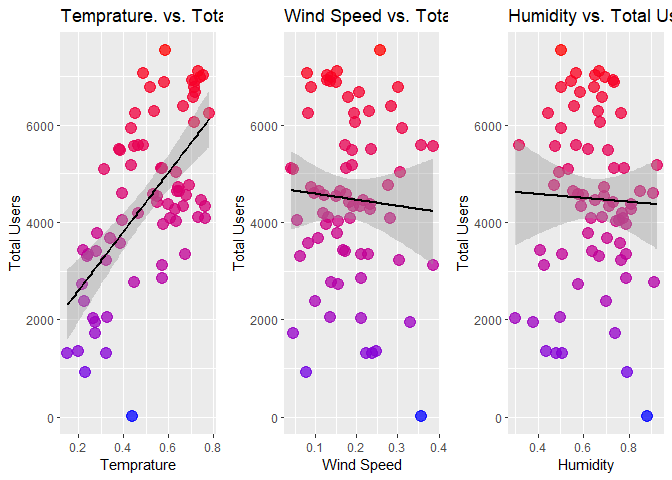 Temprature. vs. Tota
Total Users
6000
4000
2000
0
0.2
0.4
0.6
0.8
Temprature
Wind Speed vs. Tota
Total Users
6000
4000
2000
0
0.1
0.2
0.3
0.4
Wind Speed
Humidity vs. Total Us
Total Users
6000
4000
2000
0
0.4
0.6
0.8
Humidity